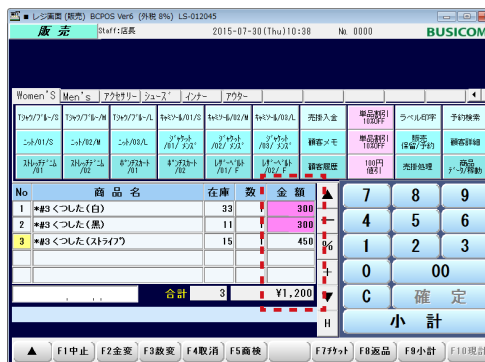 レジ画面 (販売) BCPOS Ver6 (外税 8%) LS-012045
販 売 Staff:店長 2015-07-30(Thu)10:38 No 0000 BUSICOM
Women'S Men's アクセサリー シューズ インナー アウター
Tシャツ/ブルー/S Tシャツ/ブルー/M Tシャツ/ブルー/L キャミソール/01/S キャミソール/02/M キャミソール/03/L 売掛入金 単品割引 10%OFF ラベル印字 予約検索
ニット/01/S ニット/02/M ニット/03/L ジャケット/01/ メンズ ジャケット/02/ メンズ ジャケット/03/ メンズ 顧客メモ 単品割引 10%OFF 販売 保留/予約 顧客詳細
ストレッチデニム/01 ストレッチデニム/02 ボックススカート/01 レザーベルト/01/ F レザーベルト/02/ F 顧客履歴 100円 値引 売掛処理 商品 データ/稼動
No 商 品 名 在庫 数 金 額 ▲ 7 8 9
1 *#3くつした(白) 33 1 300
2 *#3くつした(黒) 11 1 300 ー 4 5 6
3 *#3くつした(ストライプ) 15 1 450 % 1 2 3
+ 0 00
合計 3 ¥1,200 ▼ C 確 定
H 小 計
▲ F1中止 F2金変 F3数変 F4取消 F5商検 F7チケット F8返品 F9小計 F10現計